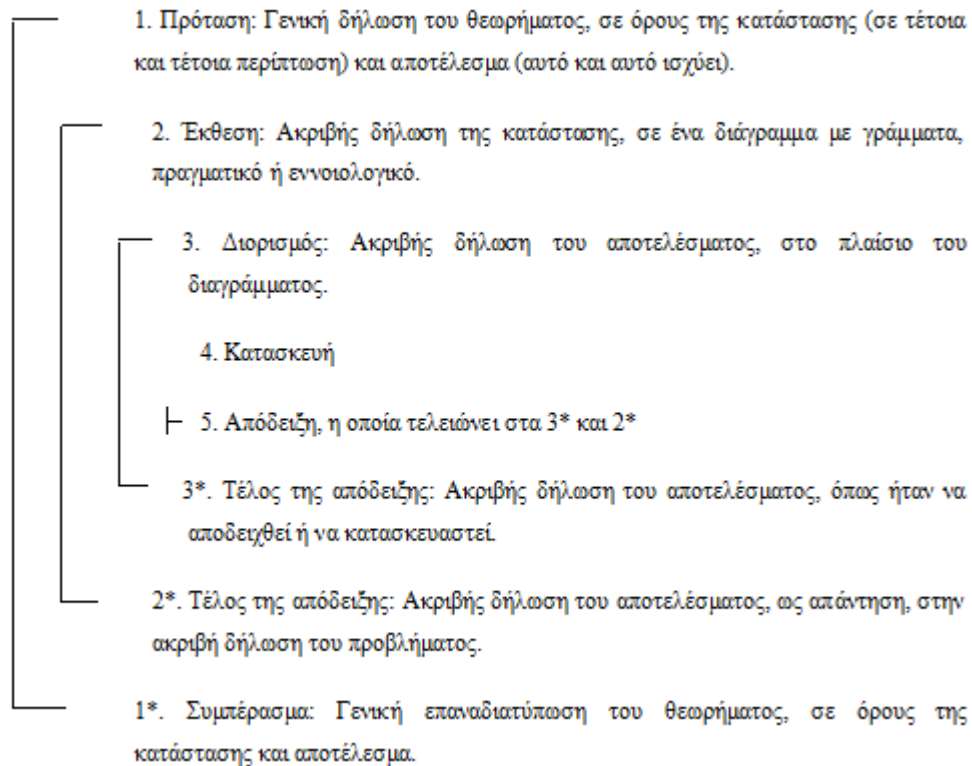 1. Πρόταση: Γενική δήλωση του θεωρήματος, σε όρους της κατάστασης (σε τέτοια
και τέτοια περίπτωση) και αποτέλεσμα (αυτό και αυτό ισχύει).
2. Έκθεση: Ακριβής δήλωση της κατάστασης, σε ένα διάγραμμα με γράμματα,
πραγματικό ή εννοιολογικό.
3. Διορισμός: Ακριβής δήλωση του αποτελέσματος, στο πλαίσιο του
διαγράμματος.
4. Κατασκευή
5. Απόδειξη, η οποία τελειώνει στα 3* και 2*
3*. Τέλος της απόδειξης: Ακριβής δήλωση του αποτελέσματος, όπως ήταν να
αποδειχθεί ή να κατασκευαστεί.
2*. Τέλος της απόδειξης: Ακριβής δήλωση του αποτελέσματος, ως απάντηση, στην
ακριβή δήλωση του προβλήματος.
1*. Συμπέρασμα: Γενική επαναδιατύπωση του θεωρήματος, σε όρους της
κατάστασης και αποτέλεσμα.